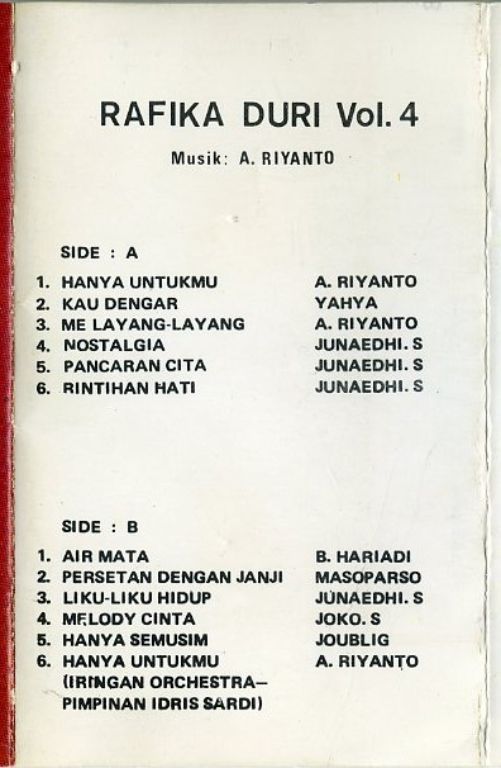 RAFIKA DURI Vol. 4
Musik: A. RIYANTO
SIDE : A
1. HANYA UNTUKMU A. RIYANTO
2. KAU DENGAR YAHYA
3. ME LAYANG-LAYANG A. RIYANTO
4. NOSTALGIA JUNAEDHI. S
5. PANCARAN CITA JUNAEDHI. S
6. RINTIHAN HATI JUNAEDHI. S
SIDE : B
1. AIR MATA B. HARIADI
2. PERSETAN DENGAN JANJI MASOPARSO
3. LIKU-LIKU HIDUP JUNAEDHI. S
4. MELODY CINTA JOKO. S
5. HANYA SEMUSIM JOUBLIG
6. HANYA UNTUKMU A. RIYANTO
(IRINGAN ORCHESTRA–
PIMPINAN IDRIS SARDI)